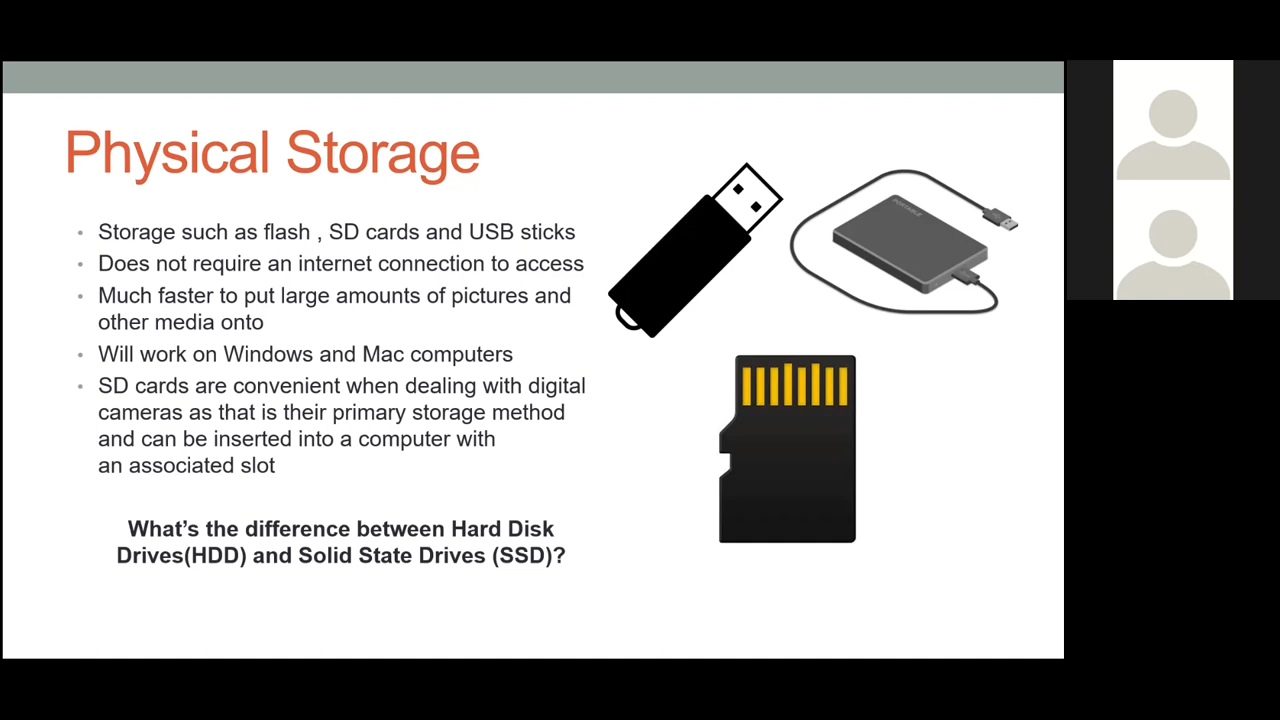 Physical Storage
Storage such as flash , SD cards and USB sticks
Does not require an internet connection to access
Much faster to put large amounts of pictures and
other media onto
Will work on Windows and Mac computers
SD cards are convenient when dealing with digital
cameras as that is their primary storage method
and can be inserted into a computer with
an associated slot
What’s the difference between Hard Disk
Drives(HDD) and Solid State Drives (SSD)?
PORTABLE